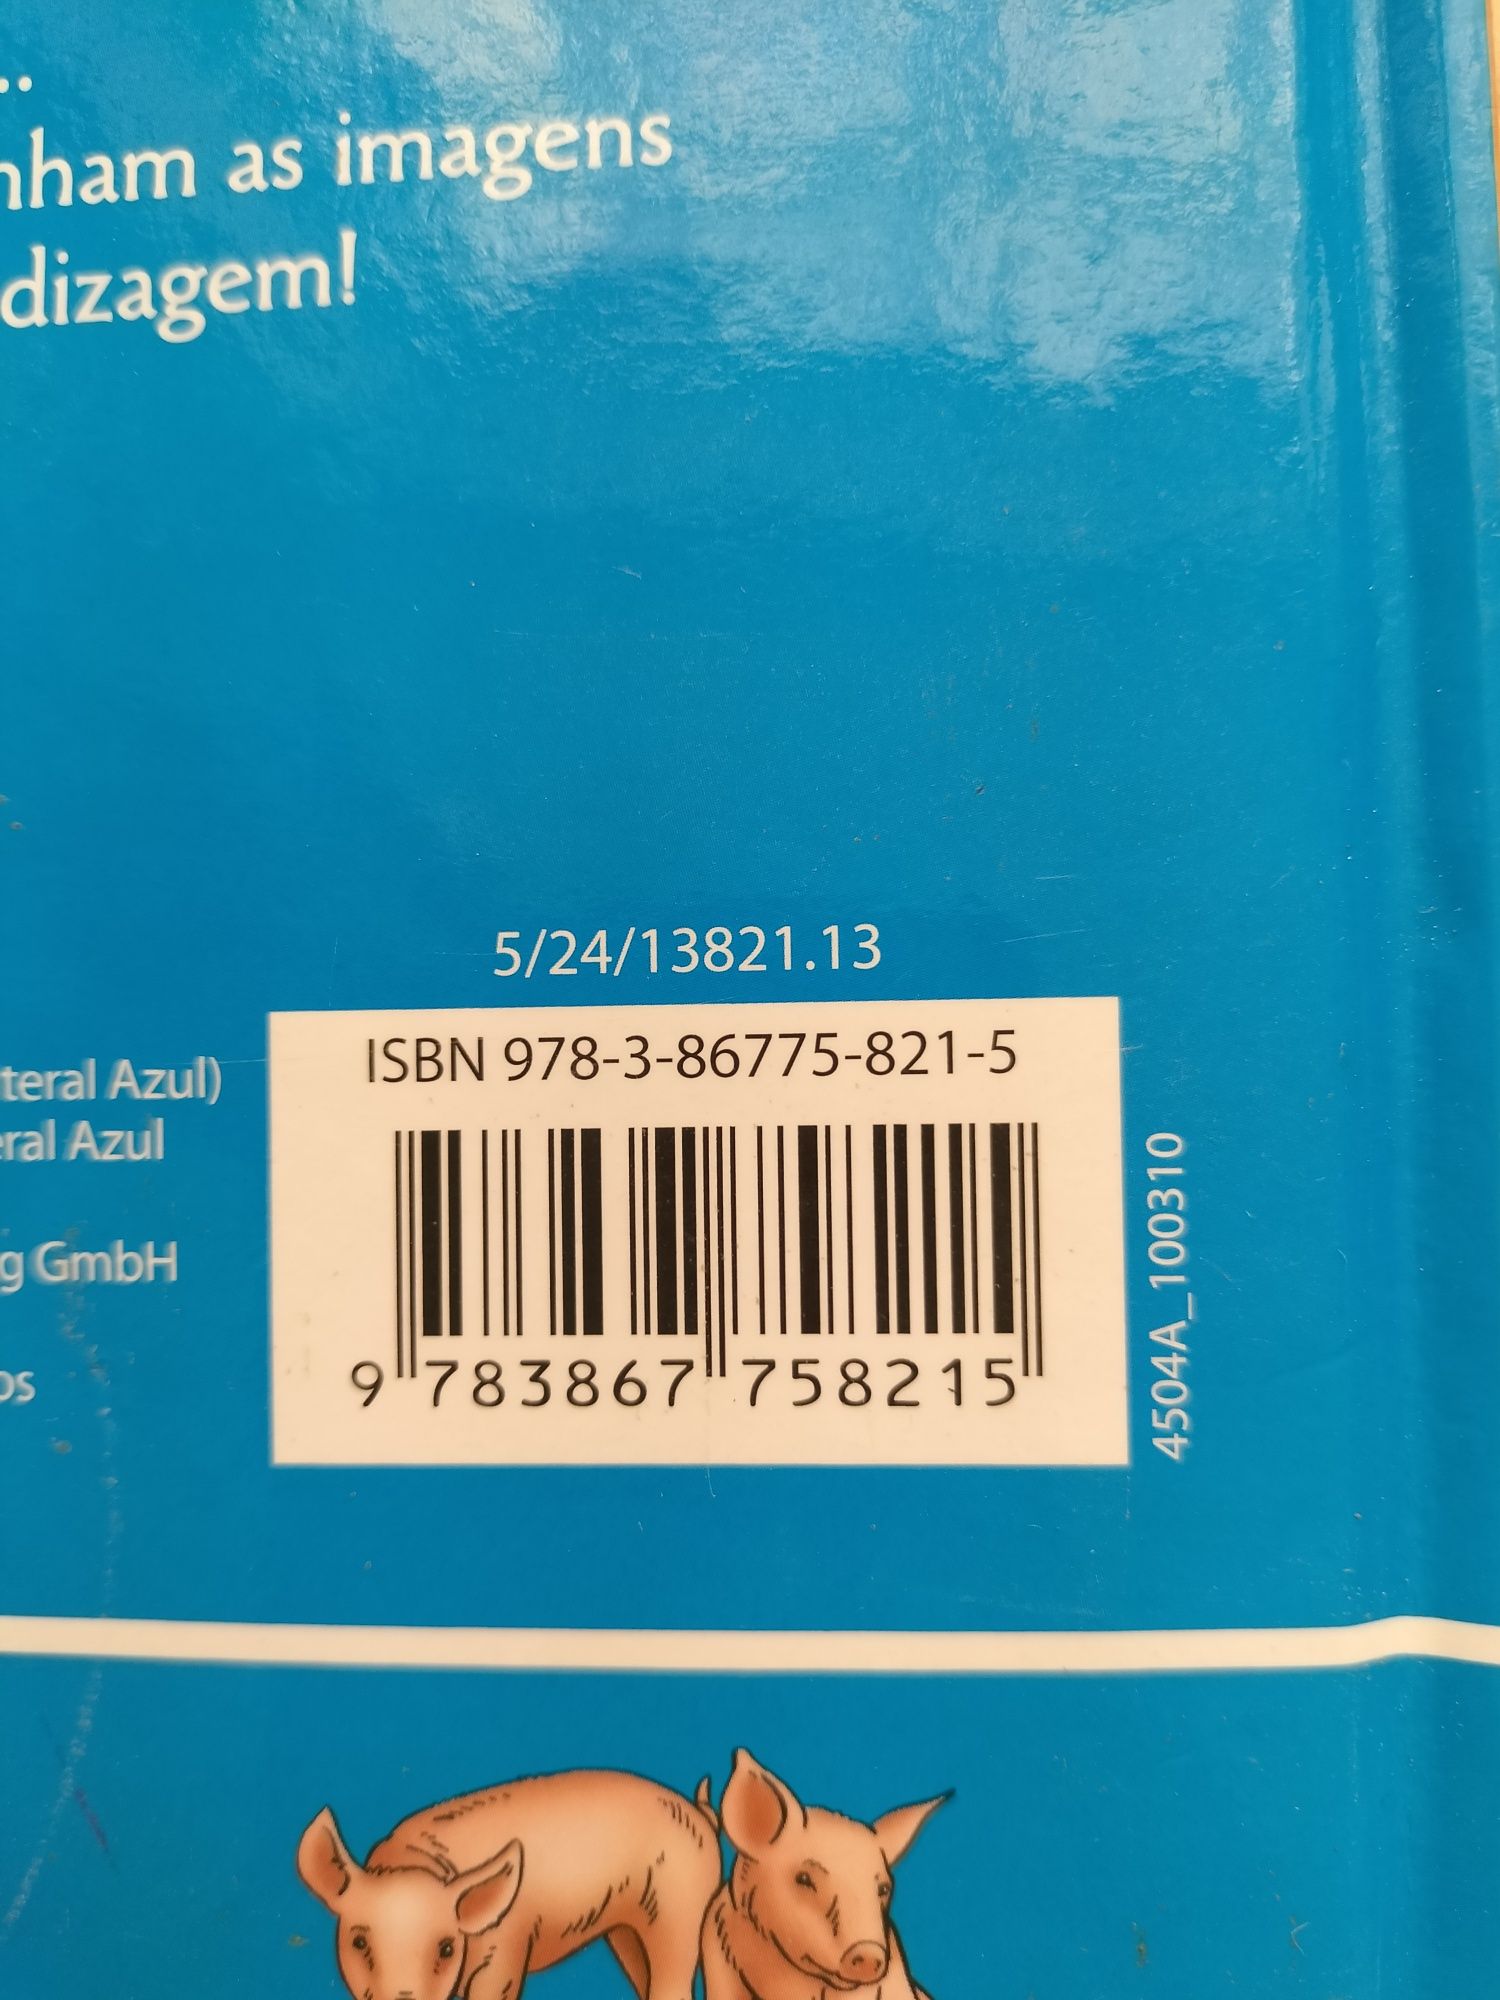 ..
nham as imagens
dizagem!
5/24/13821.13
ISBN 978-3-86775-821-5
teral Azul)
eral Azul
g GmbH
os
9 783867 758215
4504A_100310